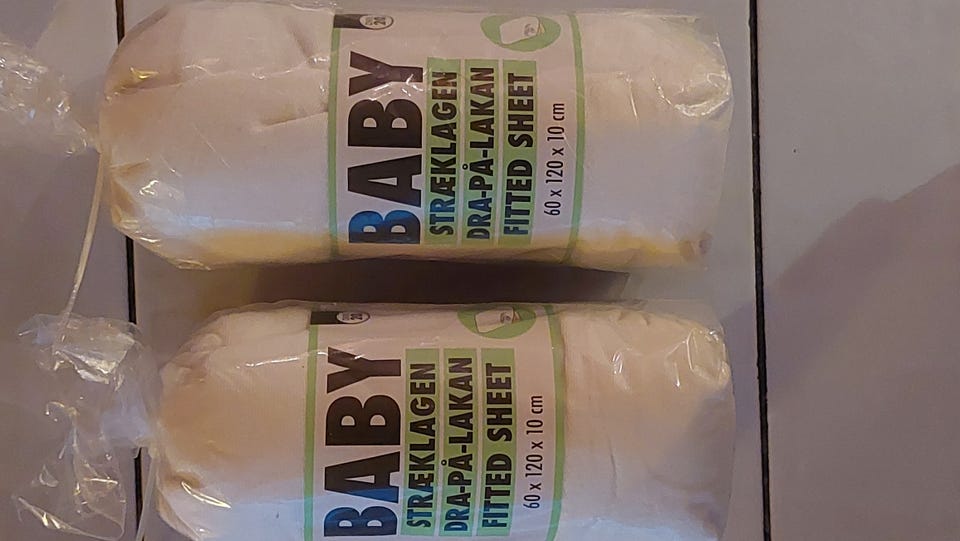 BABY
STRÆKLAGEN
DRA-PÅ-LAKAN
FITTED SHEET
60 x 120 x 10 cm
BABY
STRÆKLAGEN
DRA-PÅ-LAKAN
FITTED SHEET
60 x 120 x 10 cm